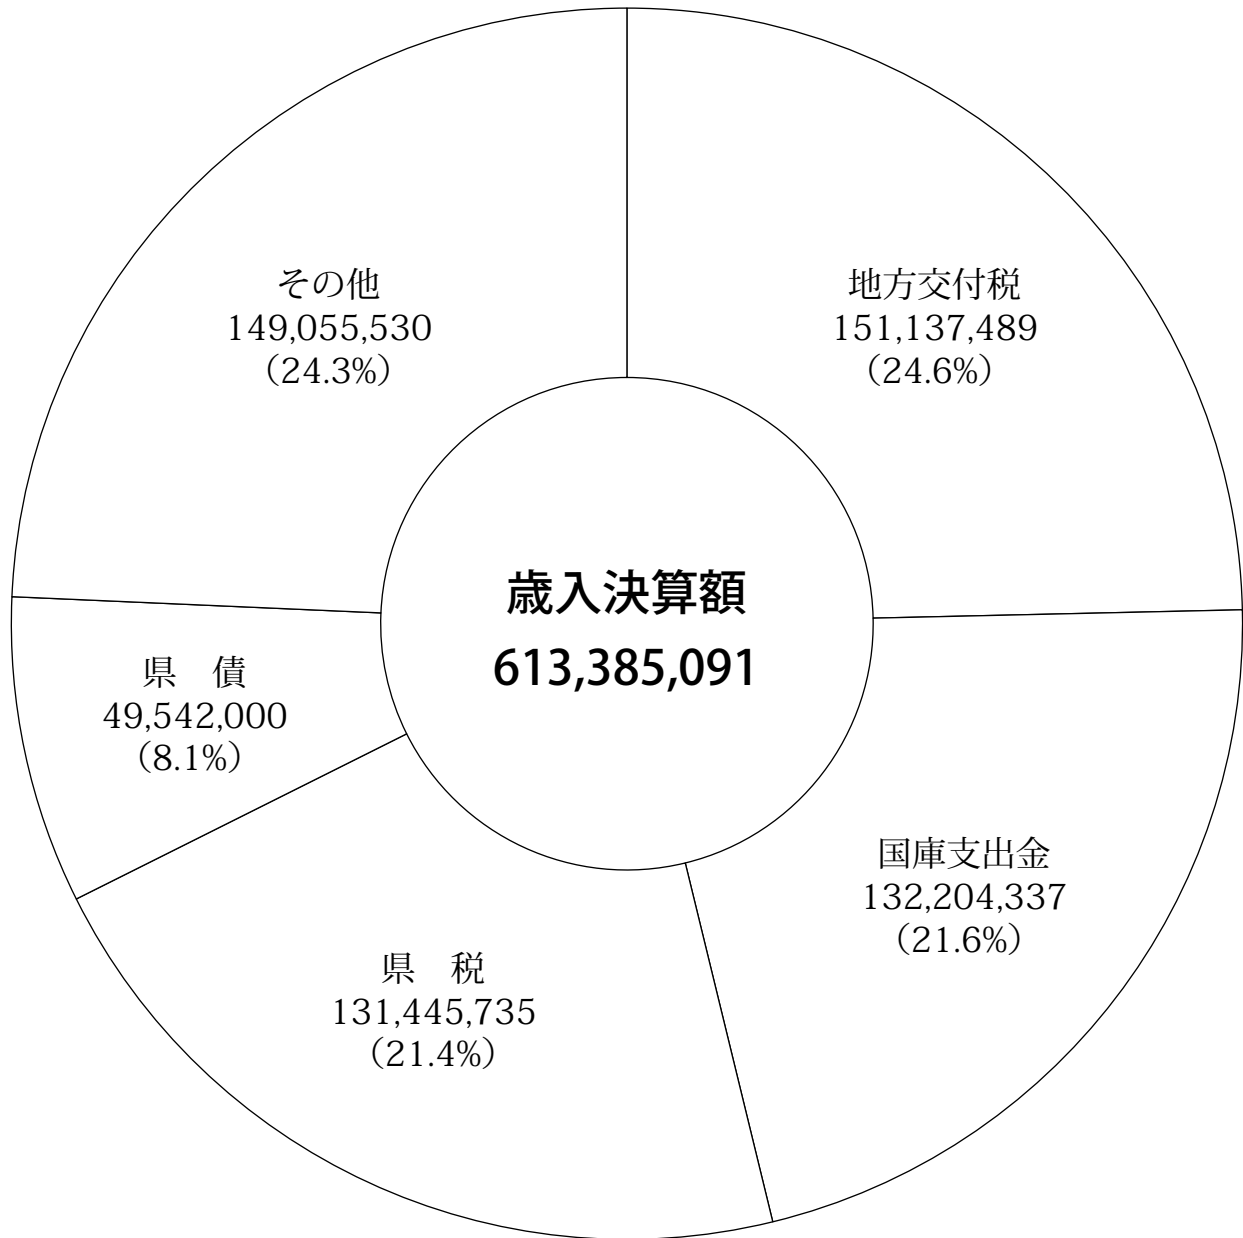 その他
149,055,530
（24.3%）
地方交付税
151,137,489
（24.6%）
歳入決算額
613,385,091
県　債
49,542,000
（8.1%）
国庫支出金
132,204,337
（21.6%）
県　税
131,445,735
（21.4%）